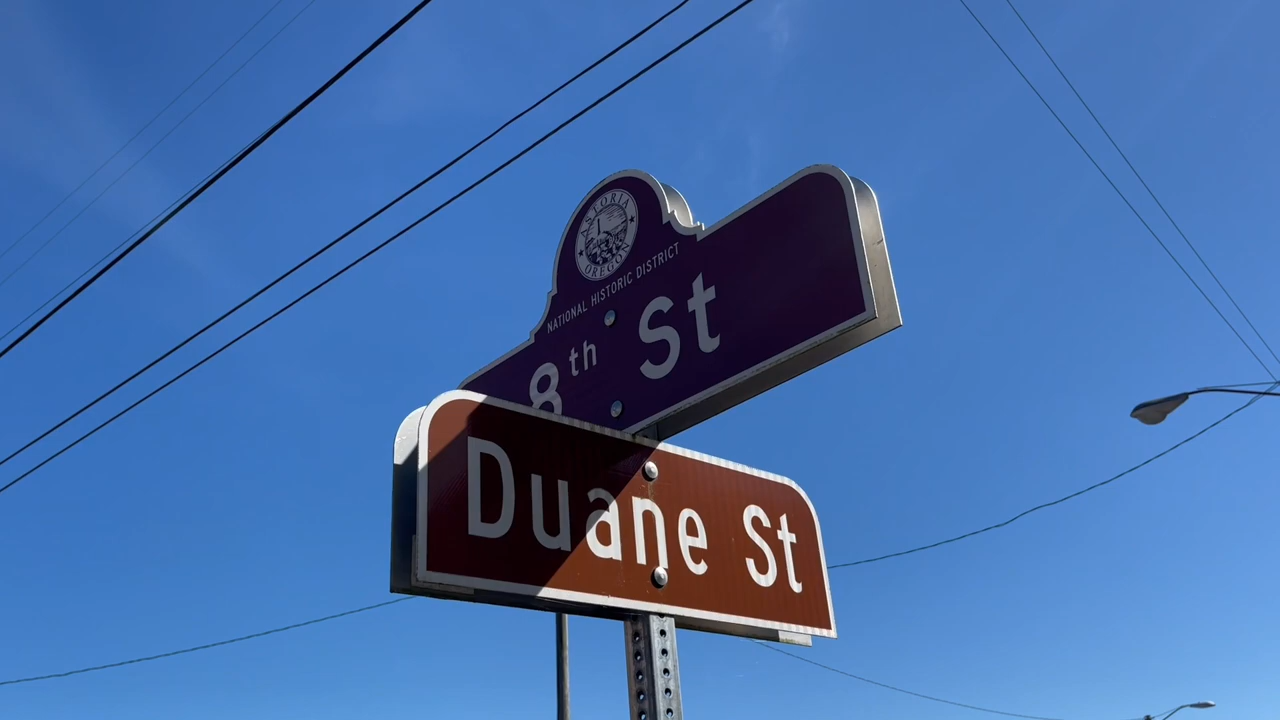 ASTORIA
OREGON
NATIONAL HISTORIC DISTRICT
8th St
Duane St